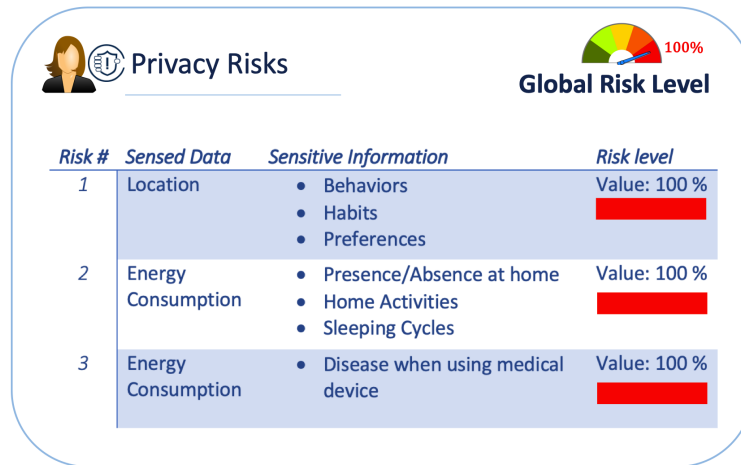 Privacy Risks
100%
Global Risk Level
Risk # Sensed Data Sensitive Information Risk level
1 Location • Behaviors Value: 100 %
• Habits
• Preferences
2 Energy • Presence/Absence at home Value: 100 %
Consumption • Home Activities
• Sleeping Cycles
3 Energy • Disease when using medical Value: 100 %
Consumption device